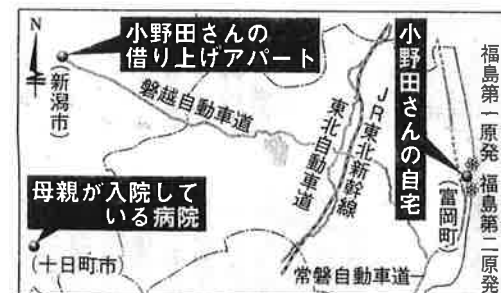 N
小野田さんの
借り上げアパート
(新潟市)
磐越自動車道
JR東北新幹線
東北自動車道
小野田さんの自宅
(富岡町)
福島第一原発
福島第二原発
母親が入院して
いる病院
(十日町市)
常磐自動車道